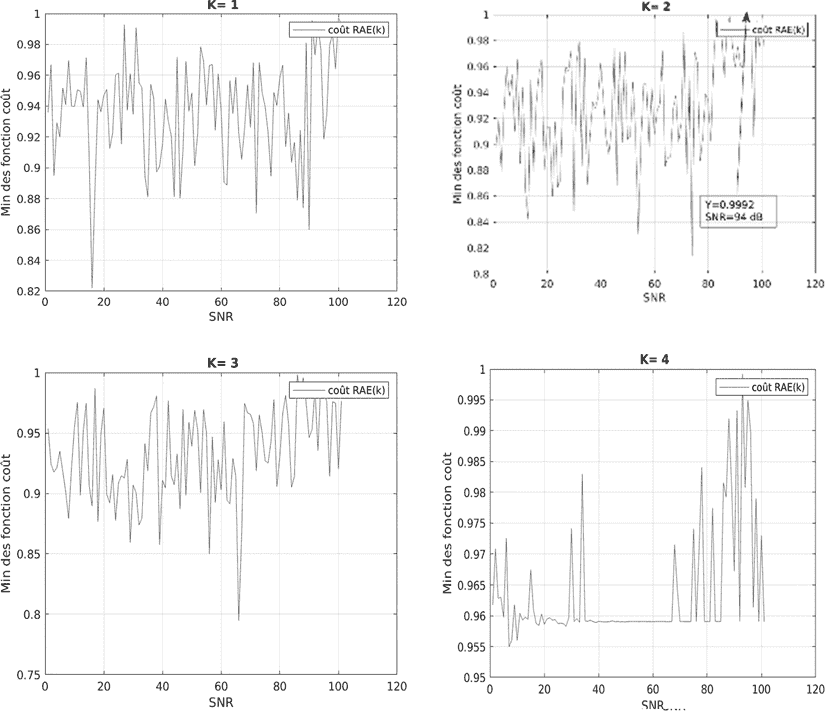 K= 1
coût RAE(k)
Min des fonction coût
1
0.98
0.96
0.94
0.92
0.9
0.88
0.86
0.84
0.82
0 20 40 60 80 100 120
SNR
K= 2
A
coût RAE(k)
Min des fonction coût
1
0.98
0.96
0.94
0.92
0.9
0.88
0.86
0.84
0.82
0.8
Y=0.9992
SNR=94 dB
0 20 40 60 80 100 120
SNR
K= 3
coût RAE(k)
Min des fonction coût
1
0.95
0.9
0.85
0.8
0.75
0 20 40 60 80 100 120
SNR
K= 4
coût RAE(k)
Min des fonction coût
1
0.995
0.99
0.985
0.98
0.975
0.97
0.965
0.96
0.955
0.95
0 20 40 60 80 100 120
SNR